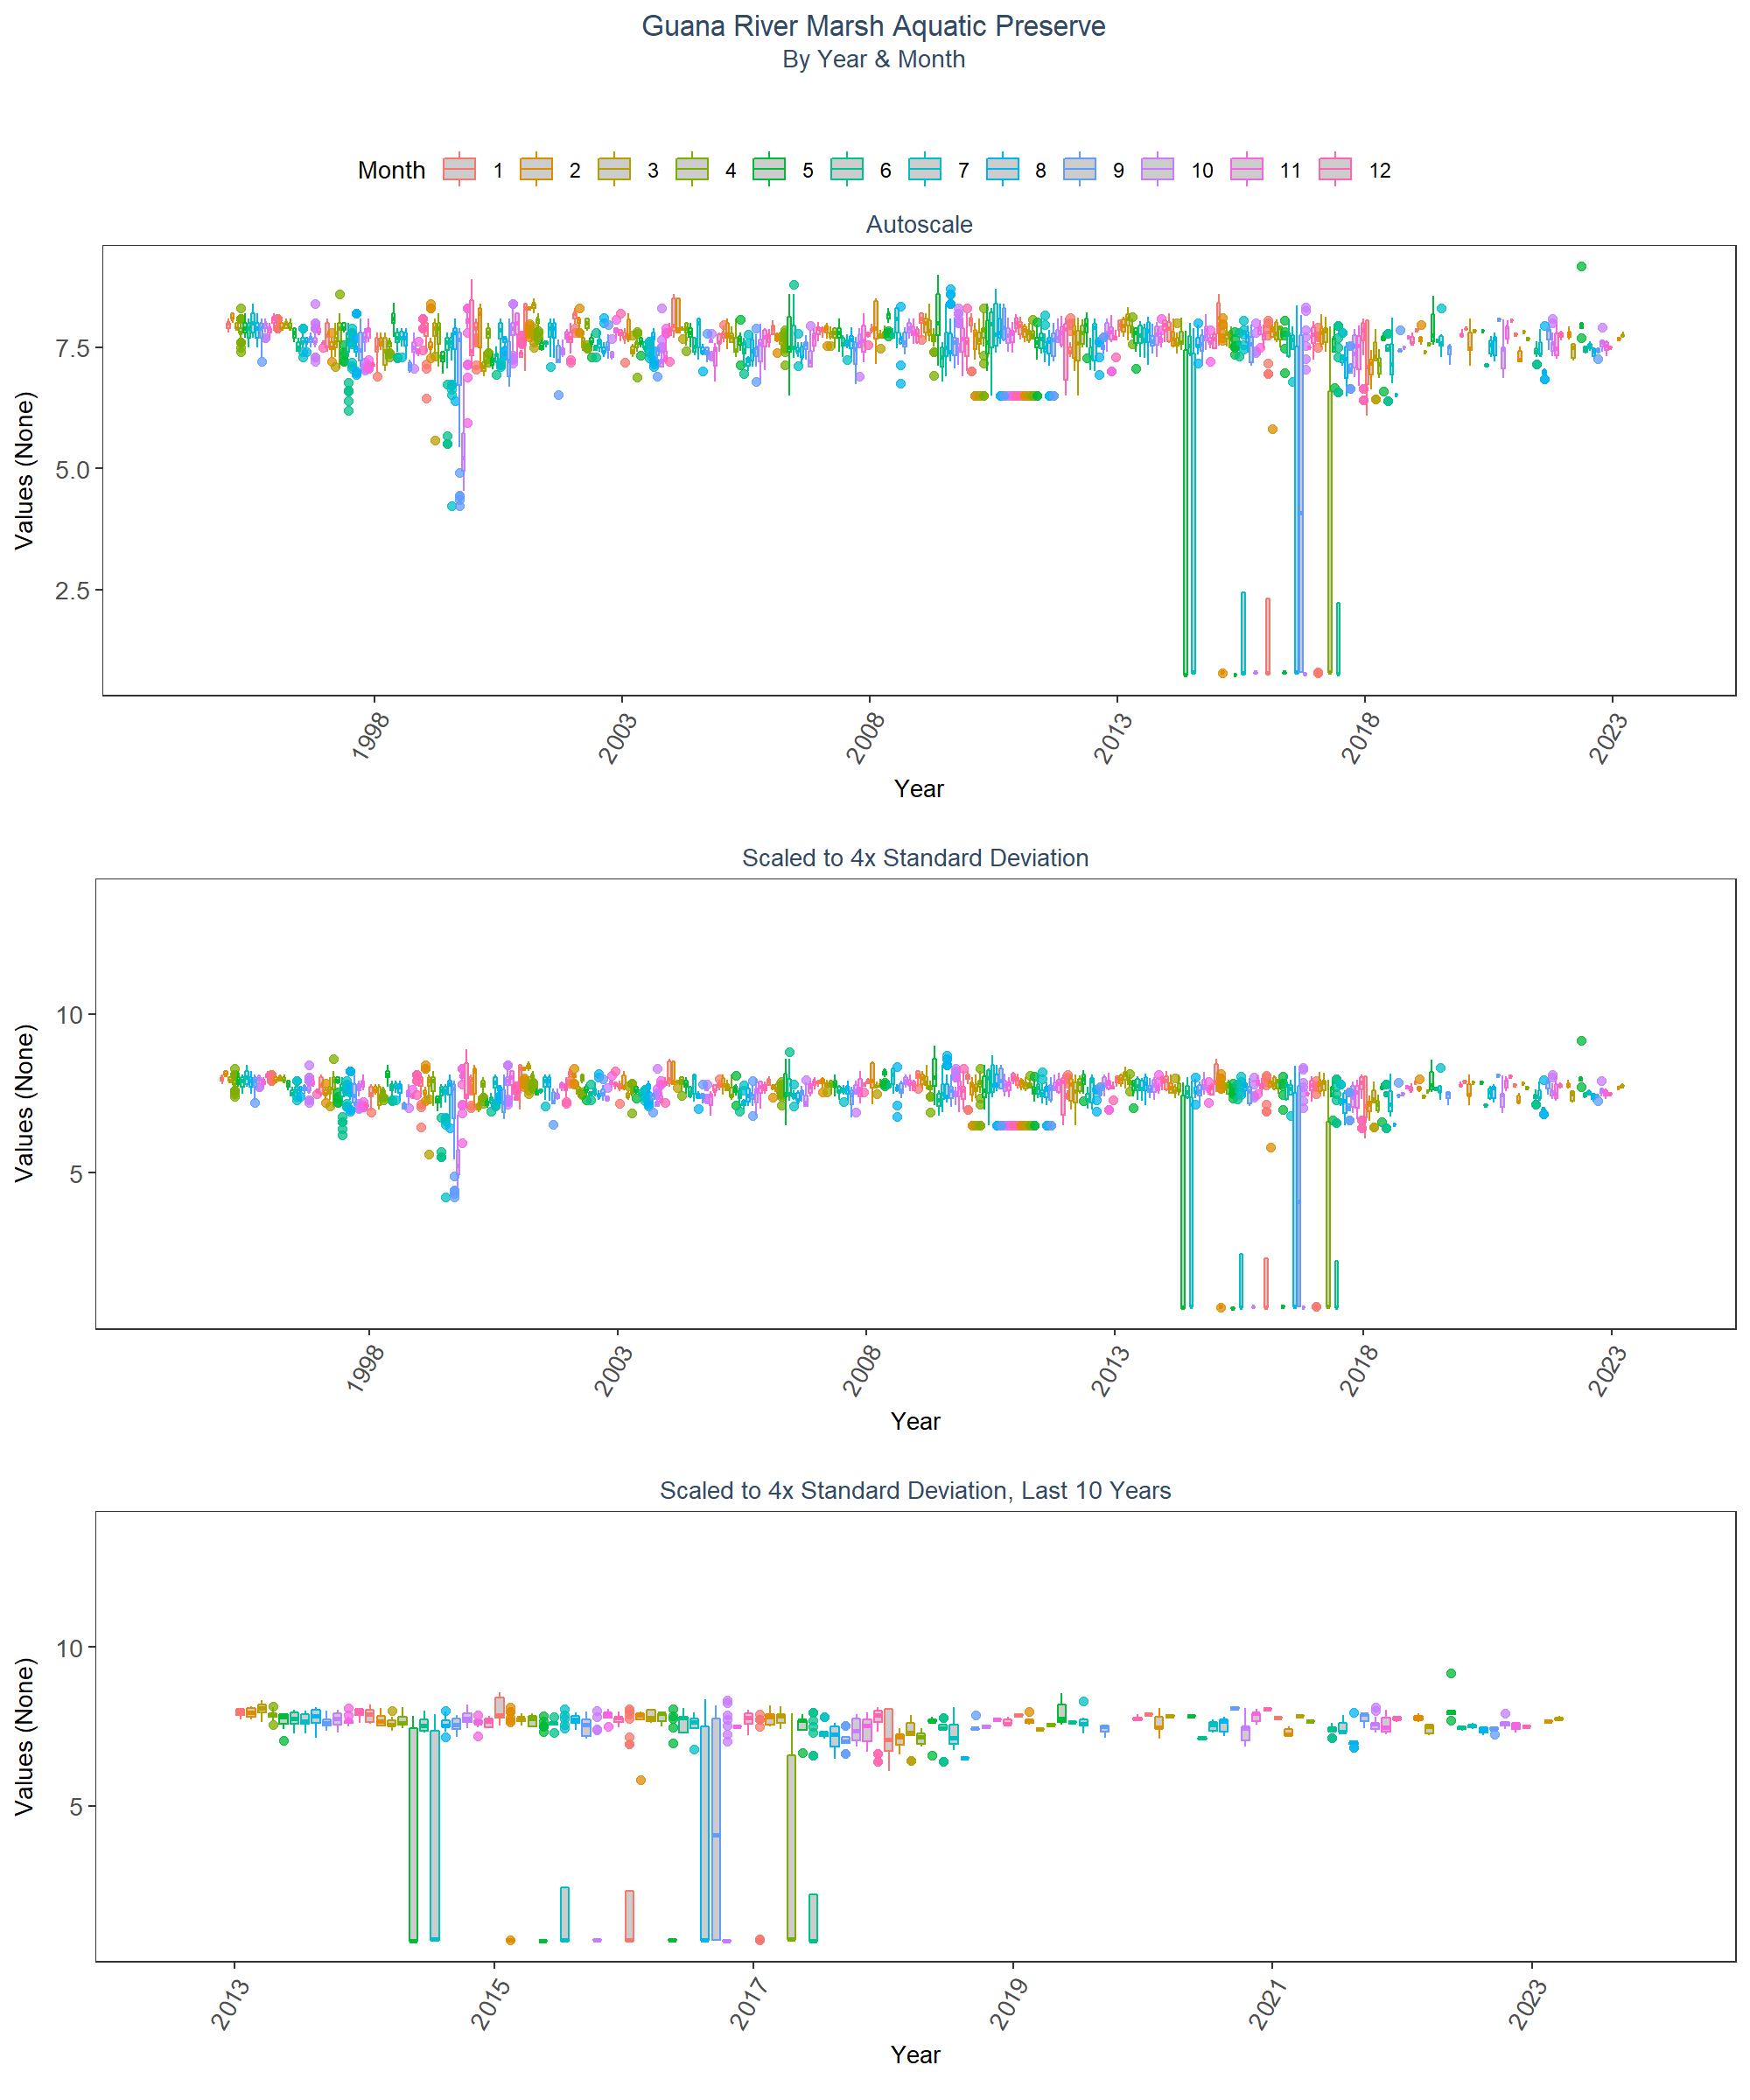 Guana River Marsh Aquatic Preserve
By Year & Month
Month 1 2 3 4 5 6 7 8 9 10 11 12
Autoscale
Values (None)
7.5
5.0
2.5
1998 2003 2008 2013 2018 2023
Year
Scaled to 4x Standard Deviation
Values (None)
10
5
1998 2003 2008 2013 2018 2023
Year
Scaled to 4x Standard Deviation, Last 10 Years
Values (None)
10
5
2013 2015 2017 2019 2021 2023
Year